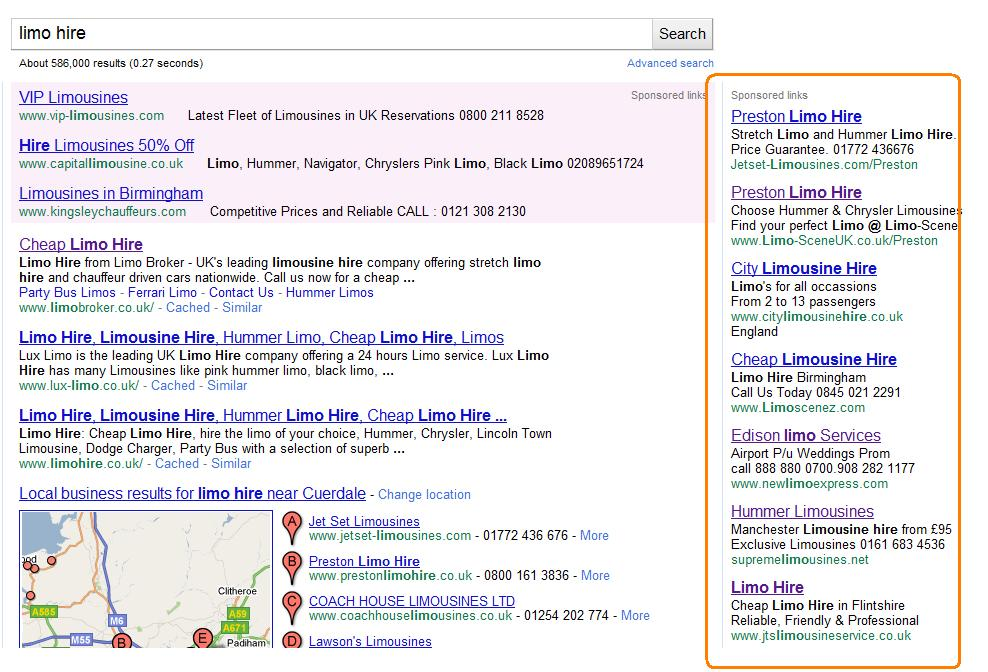 limo hire
Search
About 586,000 results (0.27 seconds)
Advanced search
VIP Limousines
Sponsored links
www.vip-limousines.com Latest Fleet of Limousines in UK Reservations 0800 211 8528
Hire Limousines 50% Off
www.capitallimousine.co.uk Limo, Hummer, Navigator, Chryslers Pink Limo, Black Limo 02089651724
Limousines in Birmingham
www.kingsleychauffeurs.com Competitive Prices and Reliable CALL : 0121 308 2130
Cheap Limo Hire
Limo Hire from Limo Broker - UK's leading limousine hire company offering stretch limo
hire and chauffeur driven cars nationwide. Call us now for a cheap ...
Party Bus Limos - Ferrari Limo - Contact Us - Hummer Limos
www.limobroker.co.uk/ - Cached - Similar
Limo Hire, Limousine Hire, Hummer Limo, Cheap Limo Hire, Limos
Lux Limo is the leading UK Limo Hire company offering a 24 hours Limo service. Lux Limo
Hire has many Limousines like pink hummer limo, black limo, ...
www.lux-limo.co.uk/ - Cached - Similar
Limo Hire, Limousine Hire, Hummer Limo Hire, Cheap Limo Hire ...
Limo Hire: Cheap Limo Hire, hire the limo of your choice, Hummer, Chrysler, Lincoln Town
Limousine, Dodge Charger, Party Bus with a selection of superb ...
www.limohire.co.uk/ - Cached - Similar
Local business results for limo hire near Cuerdale - Change location
A Jet Set Limousines
www.jetset-limousines.com - 01772 436 676 - More
B Preston Limo Hire
www.prestonlimohire.co.uk - 0800 161 3836 - More
C COACH HOUSE LIMOUSINES LTD
www.coachhouselimousines.co.uk - 01254 202 774 - More
D Lawson's Limousines
Clitheroe
A585
A59
M6
A671
M55
B
E
Padiham
Sponsored links
Preston Limo Hire
Stretch Limo and Hummer Limo Hire.
Price Guarantee. 01772 436676
Jetset-Limousines.com/Preston
Preston Limo Hire
Choose Hummer & Chrysler Limousines
Find your perfect Limo @ Limo-Scene
www.Limo-SceneUK.co.uk/Preston
City Limousine Hire
Limo's for all occassions
From 2 to 13 passengers
www.citylimousinehire.co.uk
England
Cheap Limousine Hire
Limo Hire Birmingham
Call Us Today 0845 021 2291
www.Limoscenez.com
Edison limo Services
Airport P/u Weddings Prom
call 888 880 0700.908 282 1177
www.newlimoexpress.com
Hummer Limousines
Manchester Limousine hire from £95
Exclusive Limousines 0161 683 4536
supremelimousines.net
Limo Hire
Cheap Limo Hire in Flintshire
Reliable, Friendly & Professional
www.jtslimousineservice.co.uk